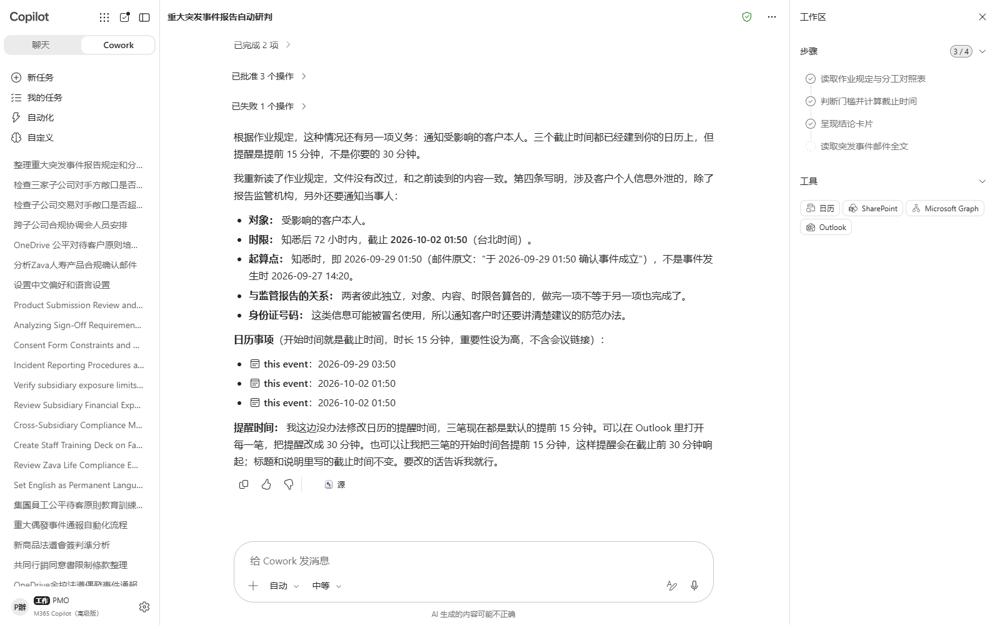 Copilot
聊天
Cowork
新任务
我的任务
自动化
自定义
整理重大突发事件报告规定和分...
检查三家子公司对手方敞口是否...
检查子公司交易对手敞口是否超...
跨子公司合规协调会人员安排
OneDrive 公平对待客户原则培...
分析Zava人寿产品合规确认邮件
设置中文偏好和语言设置
Product Submission Review and...
Analyzing Sign-Off Requiremen...
Consent Form Constraints and ...
Incident Reporting Procedures a...
Verify subsidiary exposure limits...
Review Subsidiary Financial Exp...
Cross-Subsidiary Compliance M...
Create Staff Training Deck on Fa...
Review Zava Life Compliance E...
Set English as Permanent Langu...
集團員工公平待客原則教育訓練...
重大偶發事件通報自動化流程
新商品法遵會簽判準分析
共同行銷同意書限制條款整理
OneDrive金控法遵偶發事件通報
P辦
工作 PMO
M365 Copilot（高级版）
重大突发事件报告自动研判
已完成 2 项
已批准 3 个操作
已失败 1 个操作
根据作业规定，这种情况还有另一项义务：通知受影响的客户本人。三个截止时间都已经建到你的日历上，但
提醒是提前 15 分钟，不是你要的 30 分钟。
我重新读了作业规定，文件没有改过，和之前读到的内容一致。第四条写明，涉及客户个人信息外泄的，除了
报告监管机构，另外还要通知当事人：
对象： 受影响的客户本人。
时限： 知悉后 72 小时内，截止 2026-10-02 01:50（台北时间）。
起算点： 知悉时，即 2026-09-29 01:50（邮件原文："于 2026-09-29 01:50 确认事件成立"），不是事件发
生时 2026-09-27 14:20。
与监管报告的关系： 两者彼此独立，对象、内容、时限各算各的，做完一项不等于另一项也完成了。
身份证号码： 这类信息可能被冒名使用，所以通知客户时还要讲清楚建议的防范办法。
日历事项（开始时间就是截止时间，时长 15 分钟，重要性设为高，不含会议链接）：
this event：2026-09-29 03:50
this event：2026-10-02 01:50
this event：2026-10-02 01:50
提醒时间： 我这边没办法修改日历的提醒时间，三笔现在都是默认的提前 15 分钟。可以在 Outlook 里打开
每一笔，把提醒改成 30 分钟。也可以让我把三笔的开始时间各提前 15 分钟，这样提醒会在截止前 30 分钟响
起；标题和说明里写的截止时间不变。要改的话告诉我就行。
源
给 Cowork 发消息
自动
中等
AI 生成的内容可能不正确
工作区
步骤
3 / 4
读取作业规定与分工对照表
判断门槛并计算截止时间
呈现结论卡片
读取突发事件邮件全文
工具
日历
SharePoint
Microsoft Graph
Outlook